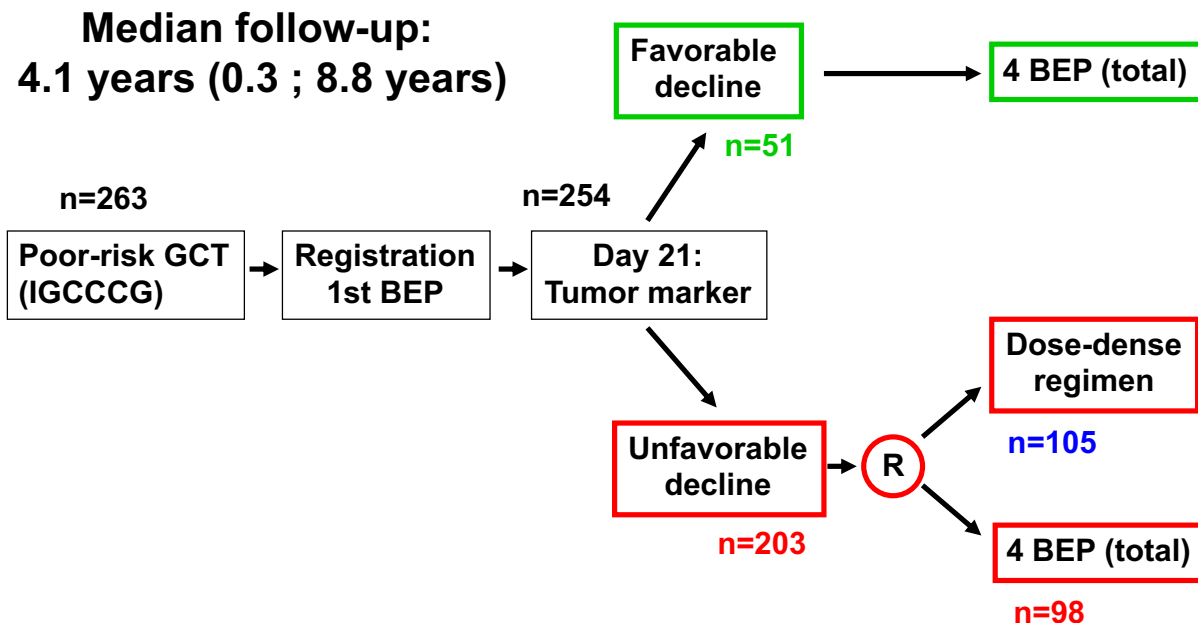 Median follow-up:
4.1 years (0.3 ; 8.8 years)
Favorable
decline
n=51
4 BEP (total)
n=263
Poor-risk GCT
(IGCCCG)
Registration
1st BEP
n=254
Day 21:
Tumor marker
Unfavorable
decline
n=203
R
Dose-dense
regimen
n=105
4 BEP (total)
n=98